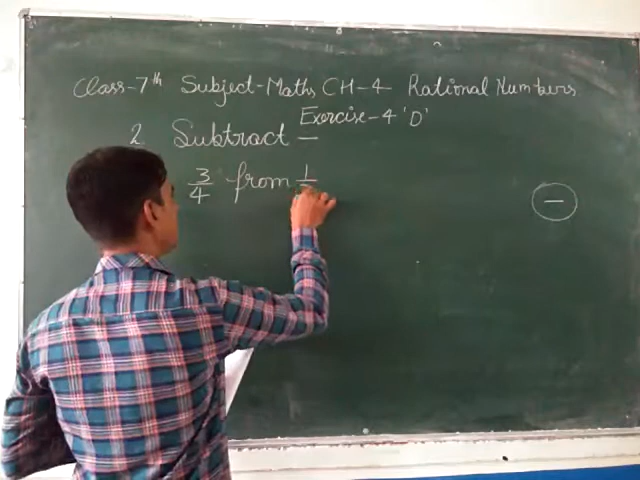 Class-7th Subject-Maths CH-4 Rational Numbers
Exercise-4 'D'
2 Subtract -
3/4 from 1/
-